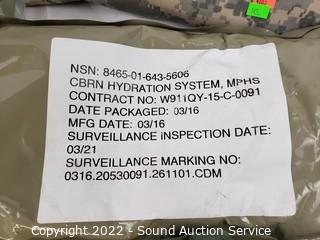 NSN: 8465-01-643-5606
CBRN HYDRATION SYSTEM, MPHS
CONTRACT NO: W911QY-15-C-0091
DATE PACKAGED: 03/16
MFG DATE: 03/16
SURVEILLANCE INSPECTION DATE:
03/21
SURVEILLANCE MARKING NO:
0316.20530091.261101.CDM
Copyright 2022 - Sound Auction Service